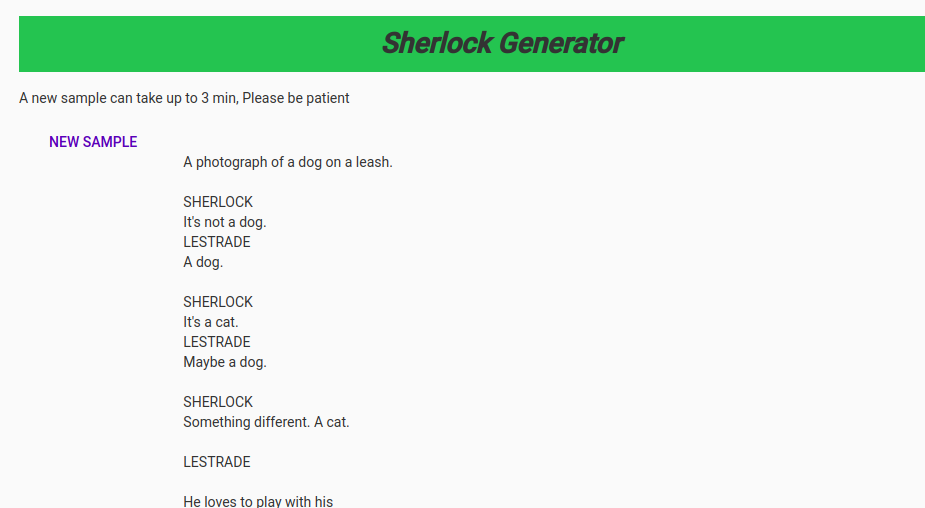 Sherlock Generator
A new sample can take up to 3 min, Please be patient
NEW SAMPLE
A photograph of a dog on a leash.
SHERLOCK
It's not a dog.
LESTRADE
A dog.
SHERLOCK
It's a cat.
LESTRADE
Maybe a dog.
SHERLOCK
Something different. A cat.
LESTRADE
He loves to play with his